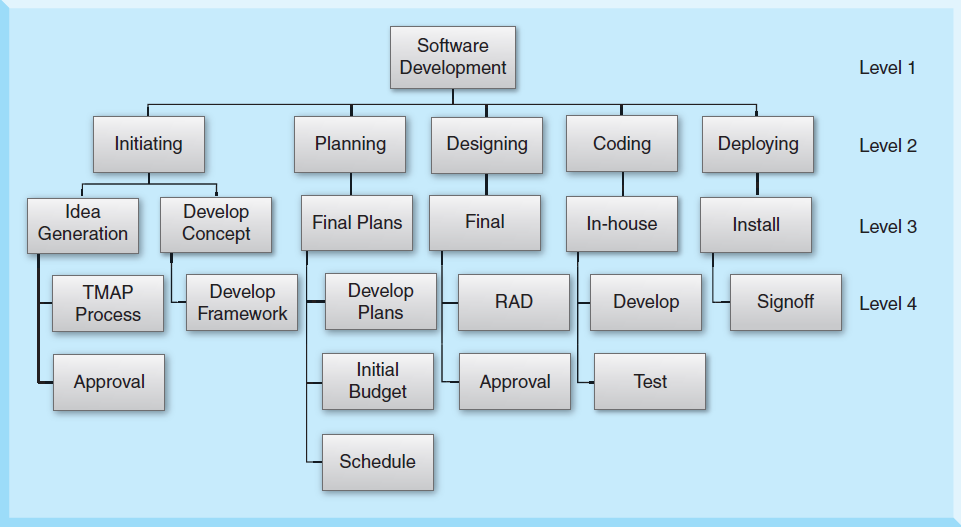 Software
Development
Level 1
Initiating
Planning
Designing
Coding
Deploying
Level 2
Idea
Generation
Develop
Concept
Final Plans
Final
In-house
Install
Level 3
TMAP
Process
Develop
Framework
Develop
Plans
RAD
Develop
Signoff
Level 4
Approval
Initial
Budget
Approval
Test
Schedule